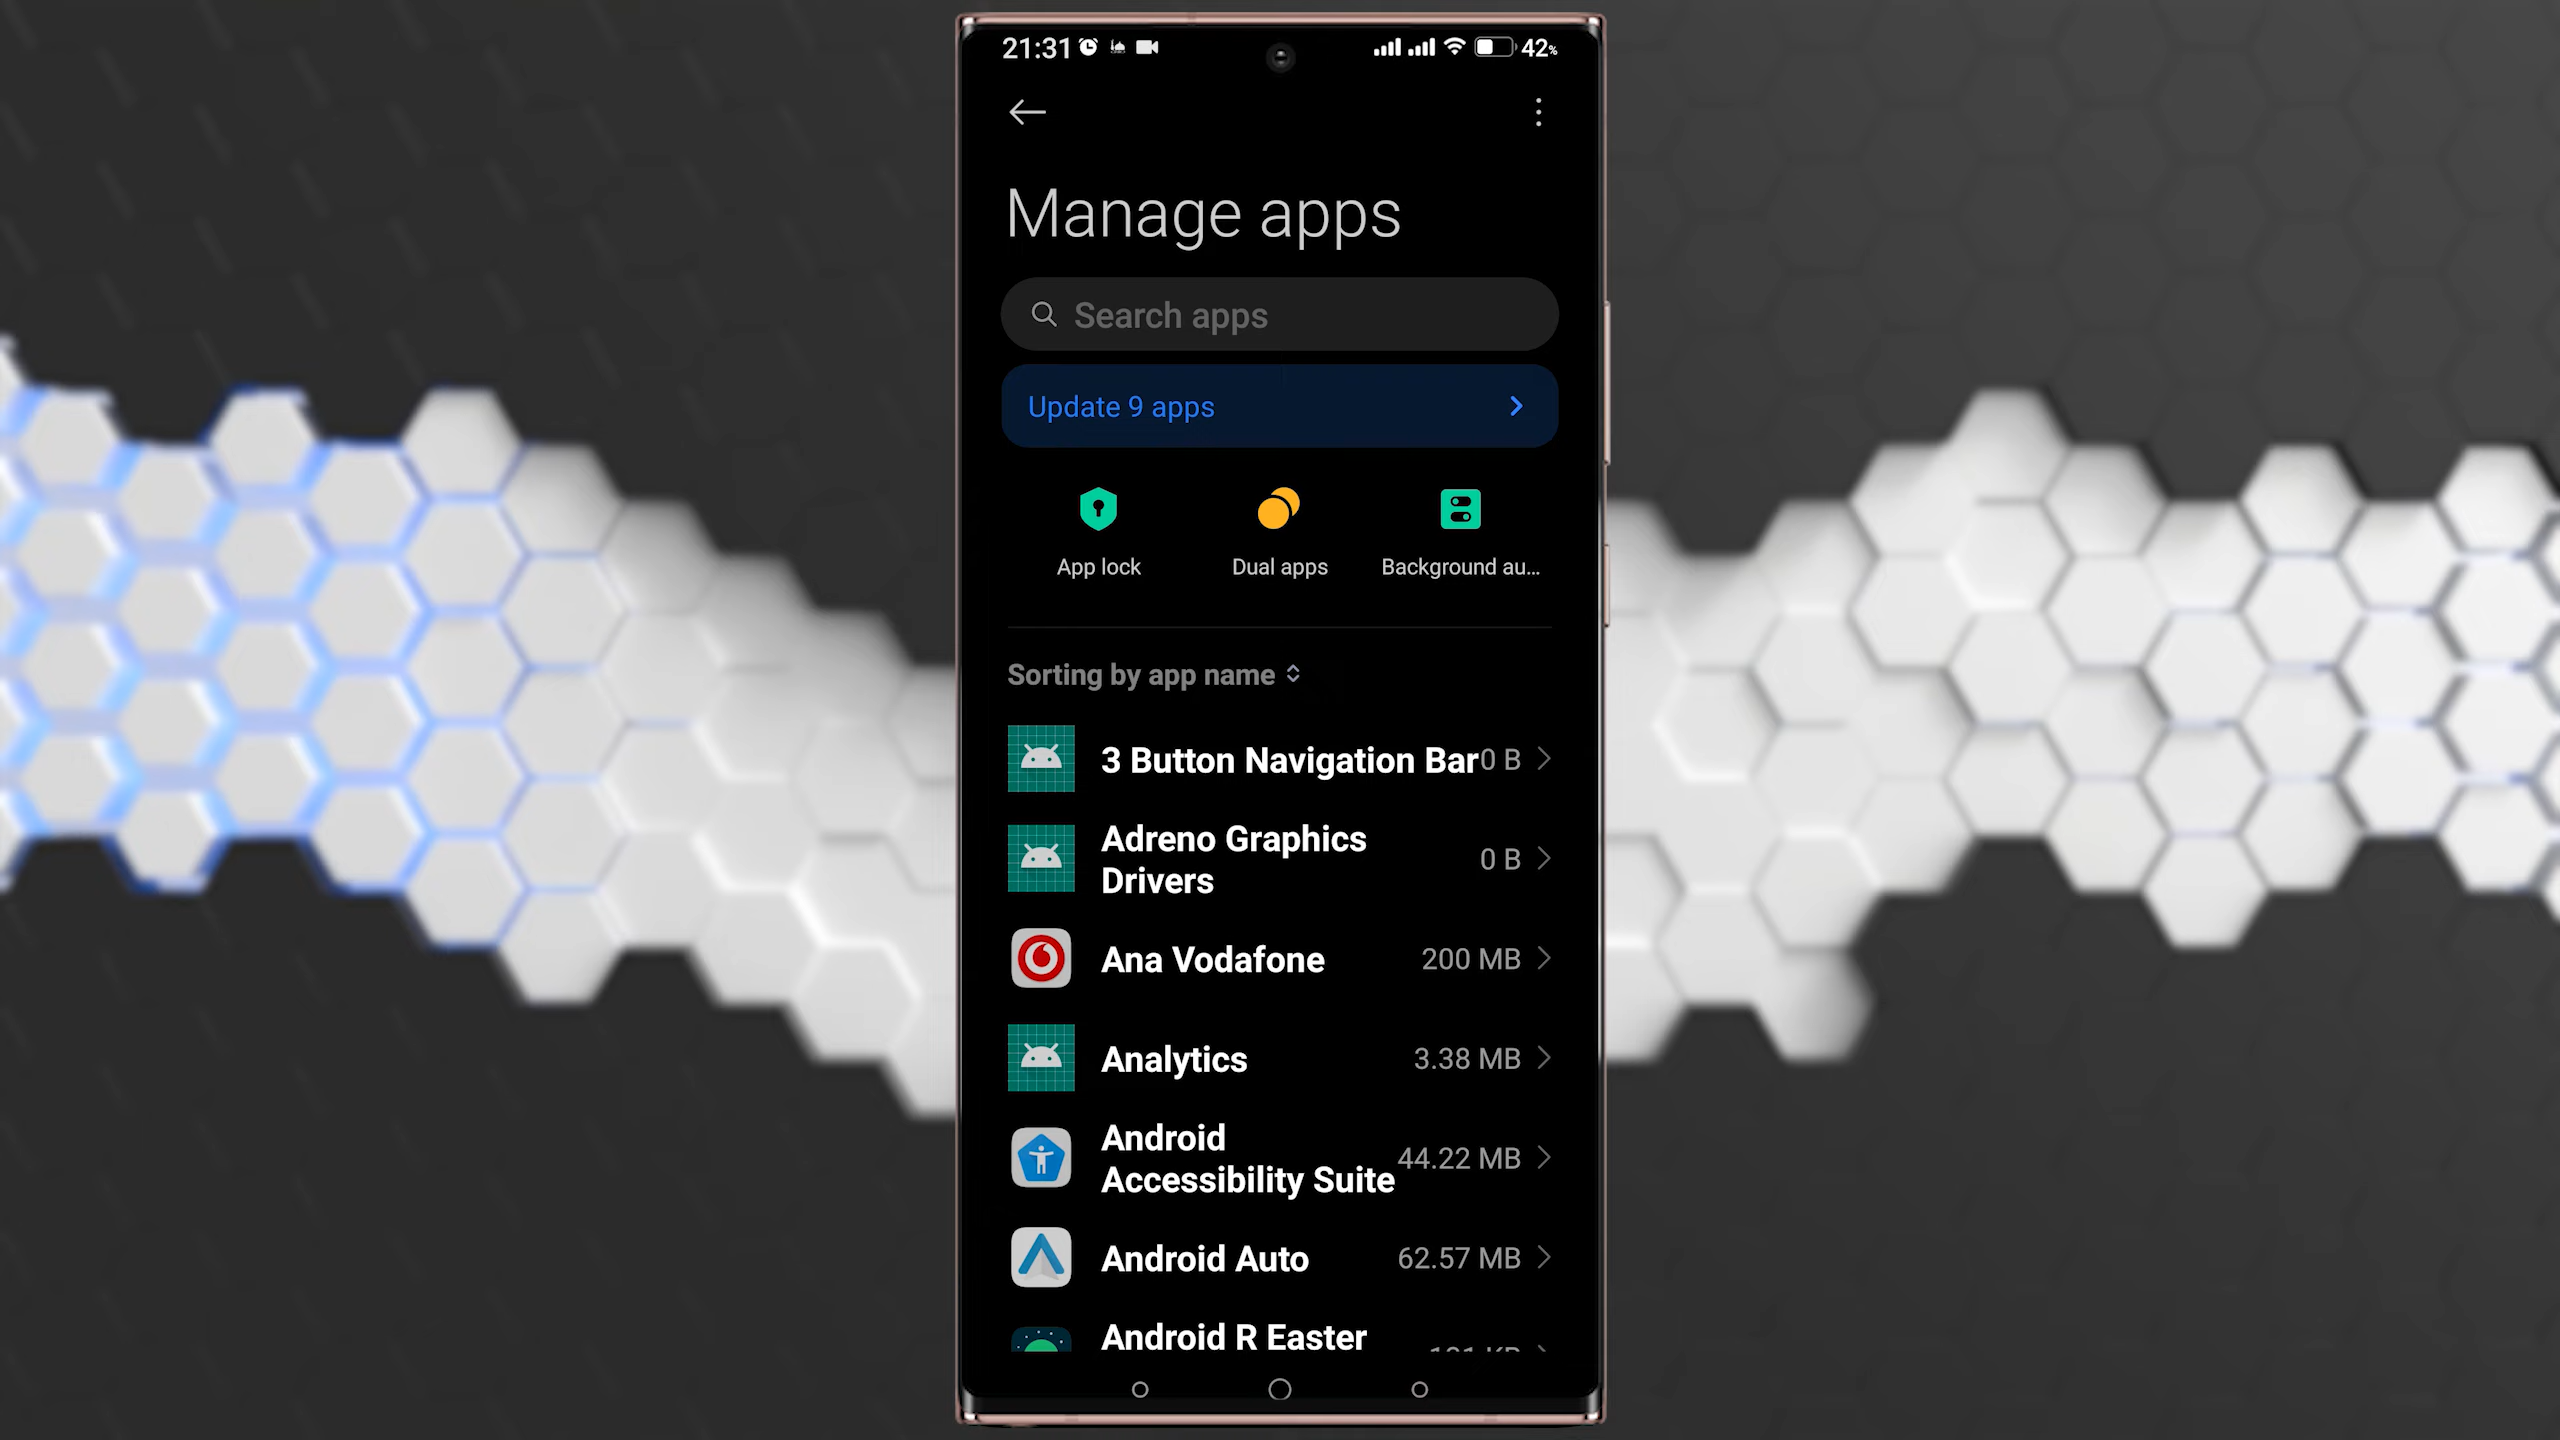 21:31 42%
Manage apps
Search apps
Update 9 apps
App lock Dual apps Background au...
Sorting by app name
3 Button Navigation Bar 0 B
Adreno Graphics
Drivers 0 B
Ana Vodafone 200 MB
Analytics 3.38 MB
Android
Accessibility Suite 44.22 MB
Android Auto 62.57 MB
Android R Easter